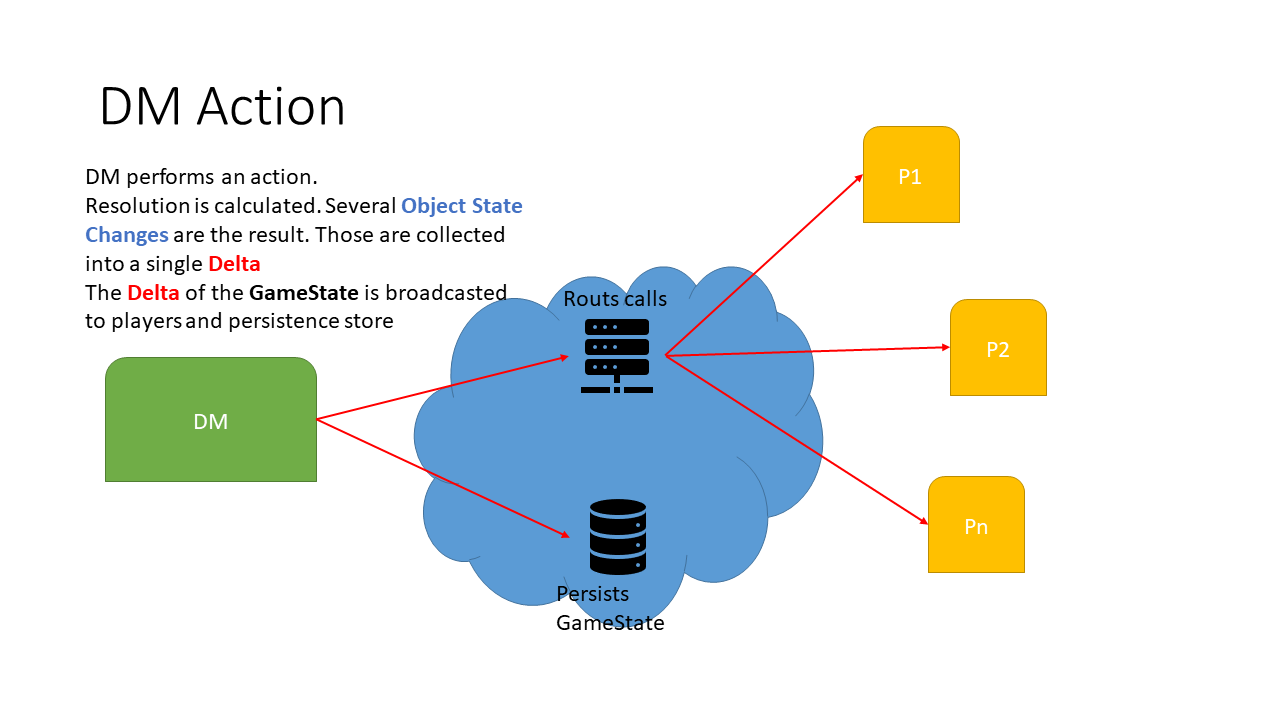 DM Action
DM performs an action.
Resolution is calculated. Several Object State
Changes are the result. Those are collected
into a single Delta
The Delta of the GameState is broadcasted
to players and persistence store
Routs calls
DM
P1
P2
Pn
Persists
GameState